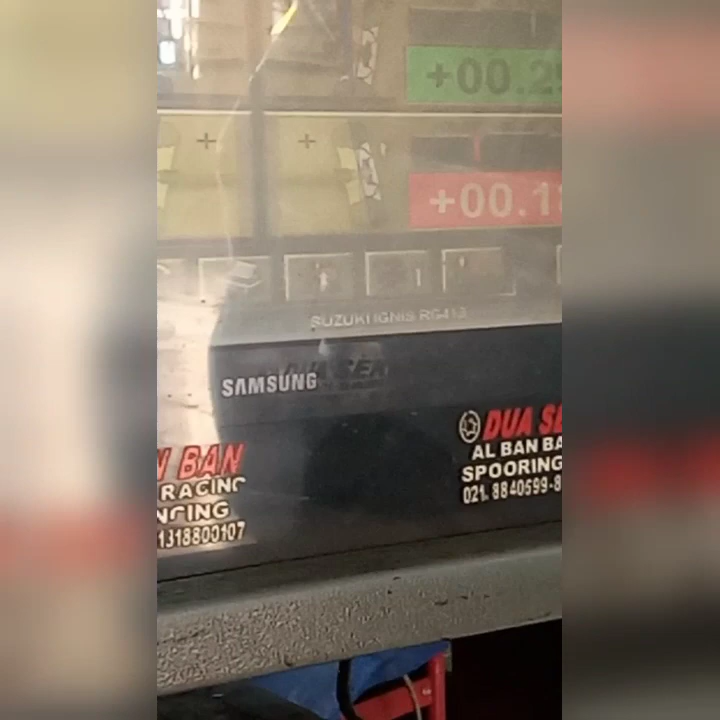 +00.2
+00.1
SUZUKI IGNIS RG413
SAMSUNG
BAN
RACING
1318800107
DUA SE
AL BAN BA
SPOORING
021. 8840599-8